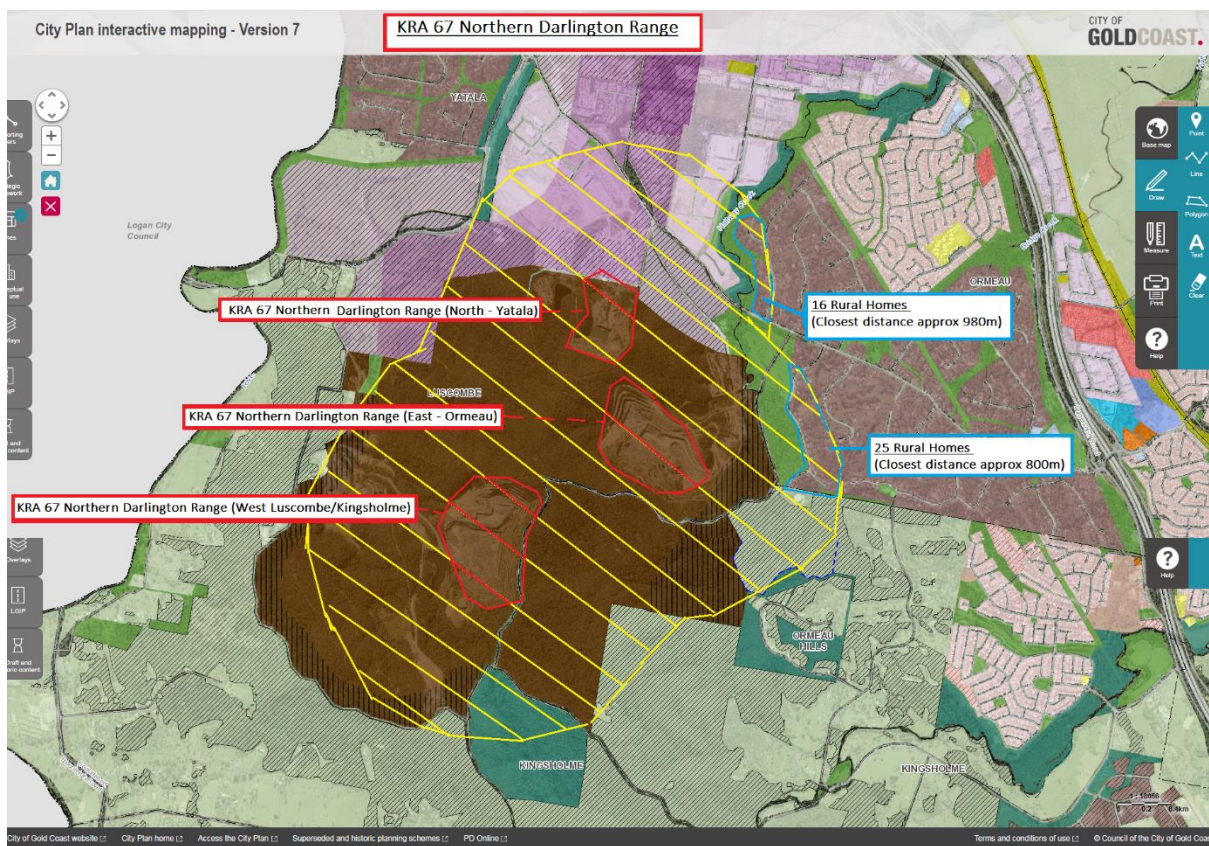 City Plan interactive mapping - Version 7
KRA 67 Northern Darlington Range
CITY OF
GOLDCOAST.
YATALA
Logan City
Council
Base map
Point
Line
Draw
Polygon
Measure
Text
Print
Clear
Help
ORMEAU
KRA 67 Northern Darlington Range (North - Yatala)
16 Rural Homes
(Closest distance approx 980m)
LUSCOMBE
KRA 67 Northern Darlington Range (East - Ormeau)
25 Rural Homes
(Closest distance approx 800m)
KRA 67 Northern Darlington Range (West Luscombe/Kingsholme)
Overlays
Help
LGIP
ORMEAU
HILLS
KINGSHOLME
KINGSHOLME
City of Gold Coast website
City Plan home
Access the City Plan
Superseded and historic planning schemes
PD Online
Terms and conditions of use
© Council of the City of Gold Coast